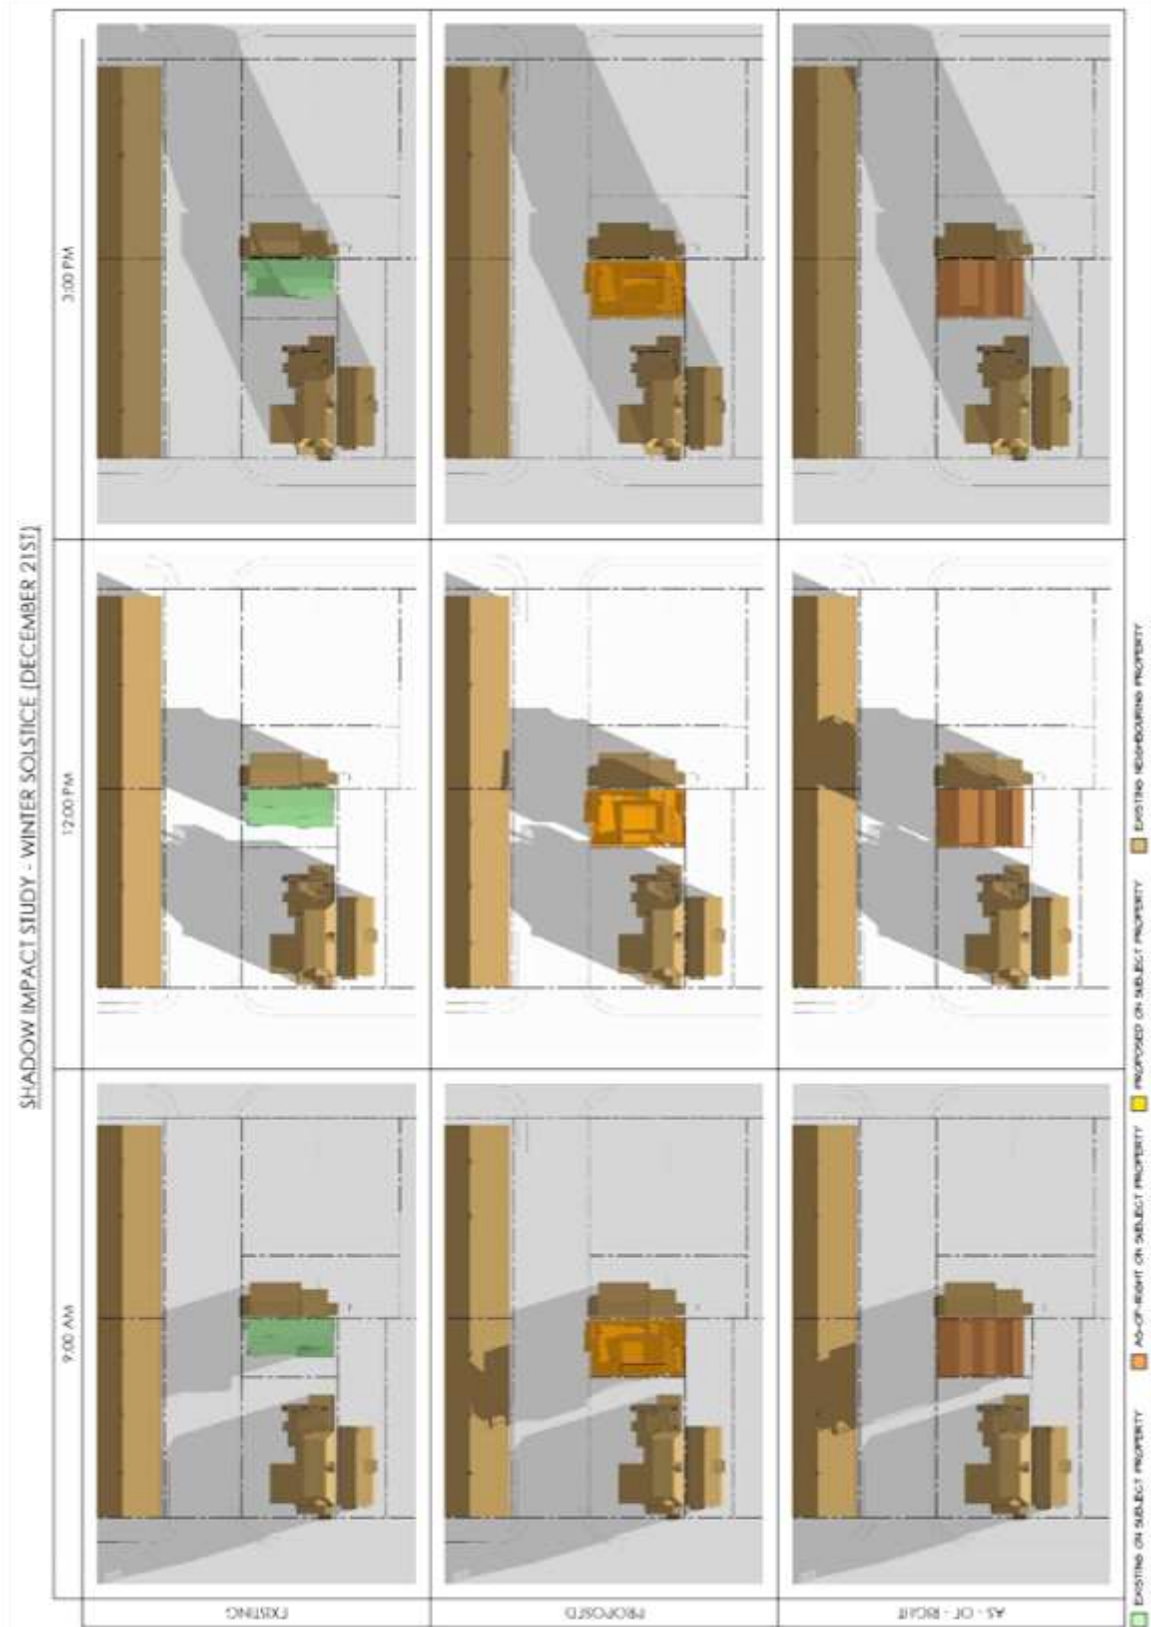 SHADOW IMPACT STUDY - WINTER SOLSTICE (DECEMBER 21ST)
9:00 AM
12:00 PM
3:00 PM
EXISTING
PROPOSED
AS - OF - RIGHT
EXISTING ON SUBJECT PROPERTY
AS-OF-RIGHT ON SUBJECT PROPERTY
PROPOSED ON SUBJECT PROPERTY
EXISTING NEIGHBOURING PROPERTY